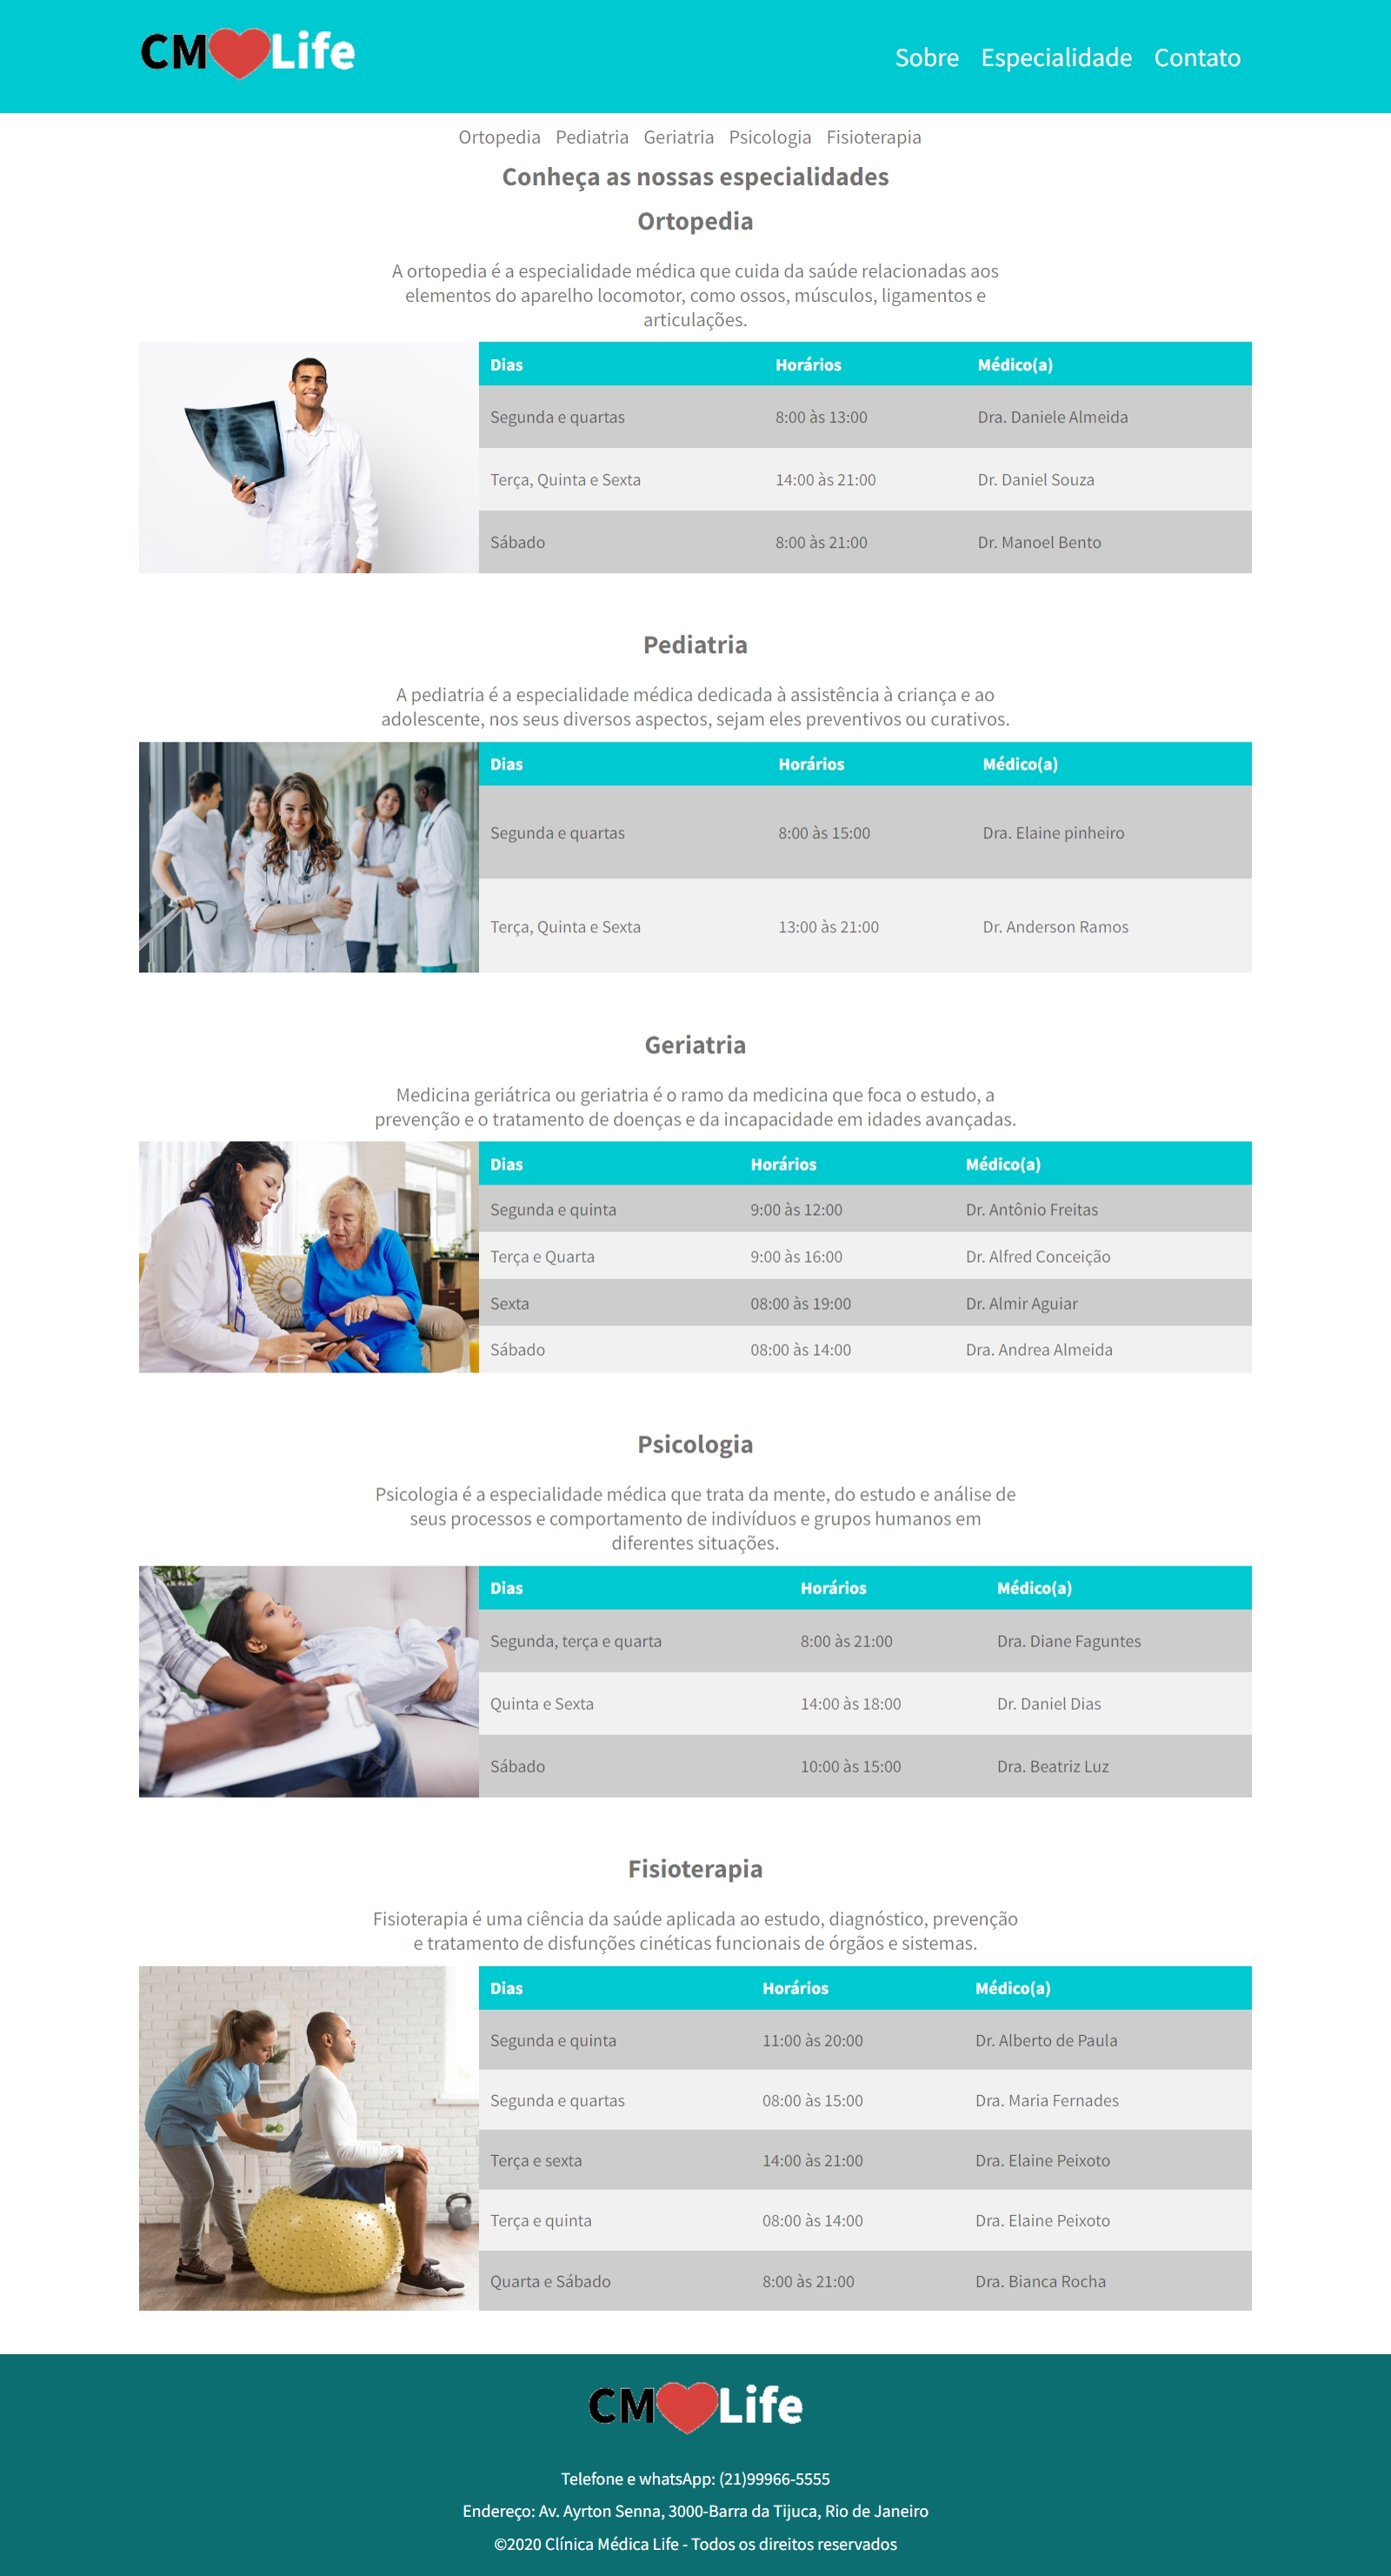 CM Life
Sobre Especialidade Contato
Ortopedia Pediatria Geriatria Psicologia Fisioterapia
Conheça as nossas especialidades
Ortopedia
A ortopedia é a especialidade médica que cuida da saúde relacionadas aos
elementos do aparelho locomotor, como ossos, músculos, ligamentos e
articulações.
Dias Horários Médico(a)
Segunda e quartas 8:00 às 13:00 Dra. Daniele Almeida
Terça, Quinta e Sexta 14:00 às 21:00 Dr. Daniel Souza
Sábado 8:00 às 21:00 Dr. Manoel Bento
Pediatria
A pediatria é a especialidade médica dedicada à assistência à criança e ao
adolescente, nos seus diversos aspectos, sejam eles preventivos ou curativos.
Dias Horários Médico(a)
Segunda e quartas 8:00 às 15:00 Dra. Elaine pinheiro
Terça, Quinta e Sexta 13:00 às 21:00 Dr. Anderson Ramos
Geriatria
Medicina geriátrica ou geriatria é o ramo da medicina que foca o estudo, a
prevenção e o tratamento de doenças e da incapacidade em idades avançadas.
Dias Horários Médico(a)
Segunda e quinta 9:00 às 12:00 Dr. Antônio Freitas
Terça e Quarta 9:00 às 16:00 Dr. Alfred Conceição
Sexta 08:00 às 19:00 Dr. Almir Aguiar
Sábado 08:00 às 14:00 Dra. Andrea Almeida
Psicologia
Psicologia é a especialidade médica que trata da mente, do estudo e análise de
seus processos e comportamento de indivíduos e grupos humanos em
diferentes situações.
Dias Horários Médico(a)
Segunda, terça e quarta 8:00 às 21:00 Dra. Diane Faguntes
Quinta e Sexta 14:00 às 18:00 Dr. Daniel Dias
Sábado 10:00 às 15:00 Dra. Beatriz Luz
Fisioterapia
Fisioterapia é uma ciência da saúde aplicada ao estudo, diagnóstico, prevenção
e tratamento de disfunções cinéticas funcionais de órgãos e sistemas.
Dias Horários Médico(a)
Segunda e quinta 11:00 às 20:00 Dr. Alberto de Paula
Segunda e quartas 08:00 às 15:00 Dra. Maria Fernades
Terça e sexta 14:00 às 21:00 Dra. Elaine Peixoto
Terça e quinta 08:00 às 14:00 Dra. Elaine Peixoto
Quarta e Sábado 8:00 às 21:00 Dra. Bianca Rocha
CM Life
Telefone e whatsApp: (21)99966-5555
Endereço: Av. Ayrton Senna, 3000-Barra da Tijuca, Rio de Janeiro
©2020 Clínica Médica Life - Todos os direitos reservados